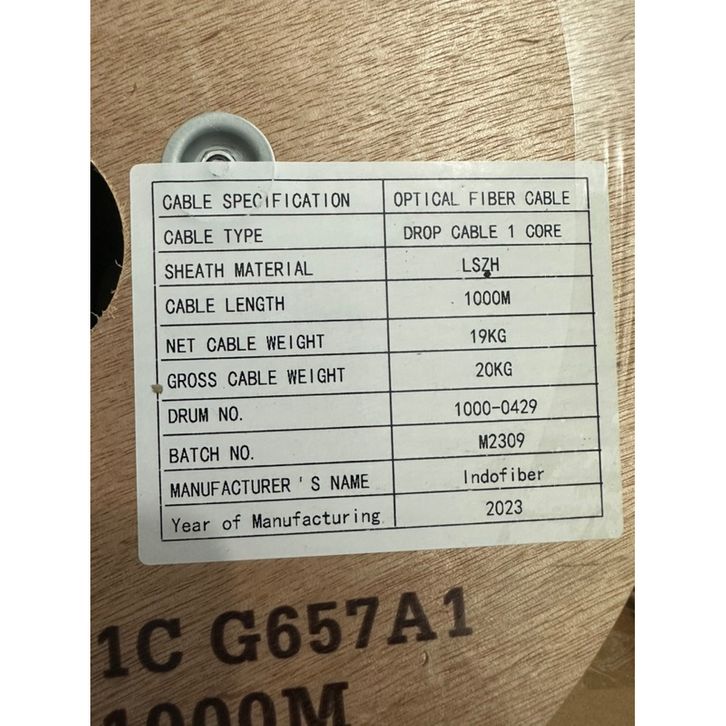 CABLE SPECIFICATION OPTICAL FIBER CABLE
CABLE TYPE DROP CABLE 1 CORE
SHEATH MATERIAL LSZH
CABLE LENGTH 1000M
NET CABLE WEIGHT 19KG
GROSS CABLE WEIGHT 20KG
DRUM NO. 1000-0429
BATCH NO. M2309
MANUFACTURER'S NAME Indofiber
Year of Manufacturing 2023
1C G657A1
1000M